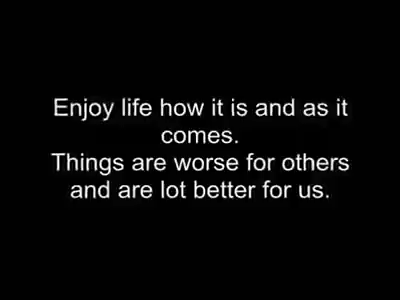 Enjoy life how it is and as it
comes.
Things are worse for others
and are lot better for us.